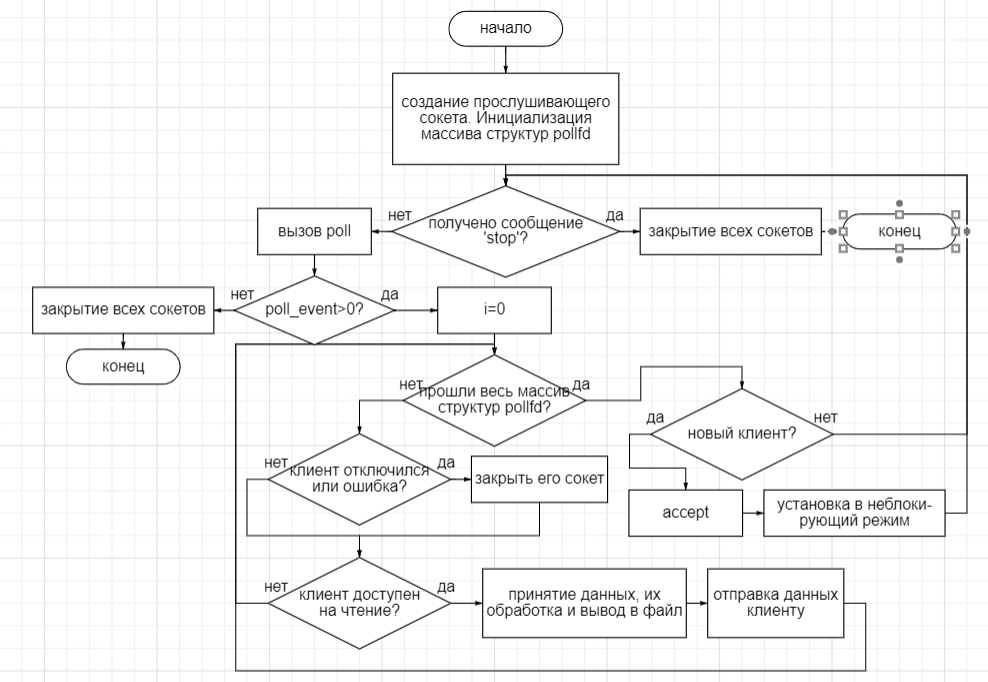 начало
создание прослушивающего
сокета. Инициализация
массива структур pollfd
нет
получено сообщение
'stop'?
да
вызов poll
закрытие всех сокетов
конец
нет
poll_event>0?
да
закрытие всех сокетов
i=0
конец
нет
прошли весь массив
структур pollfd?
да
да
новый клиент?
нет
нет
клиент отключился
или ошибка?
да
закрыть его сокет
accept
установка в неблоки-
рующий режим
нет
клиент доступен
на чтение?
да
принятие данных, их
обработка и вывод в файл
отправка данных
клиенту